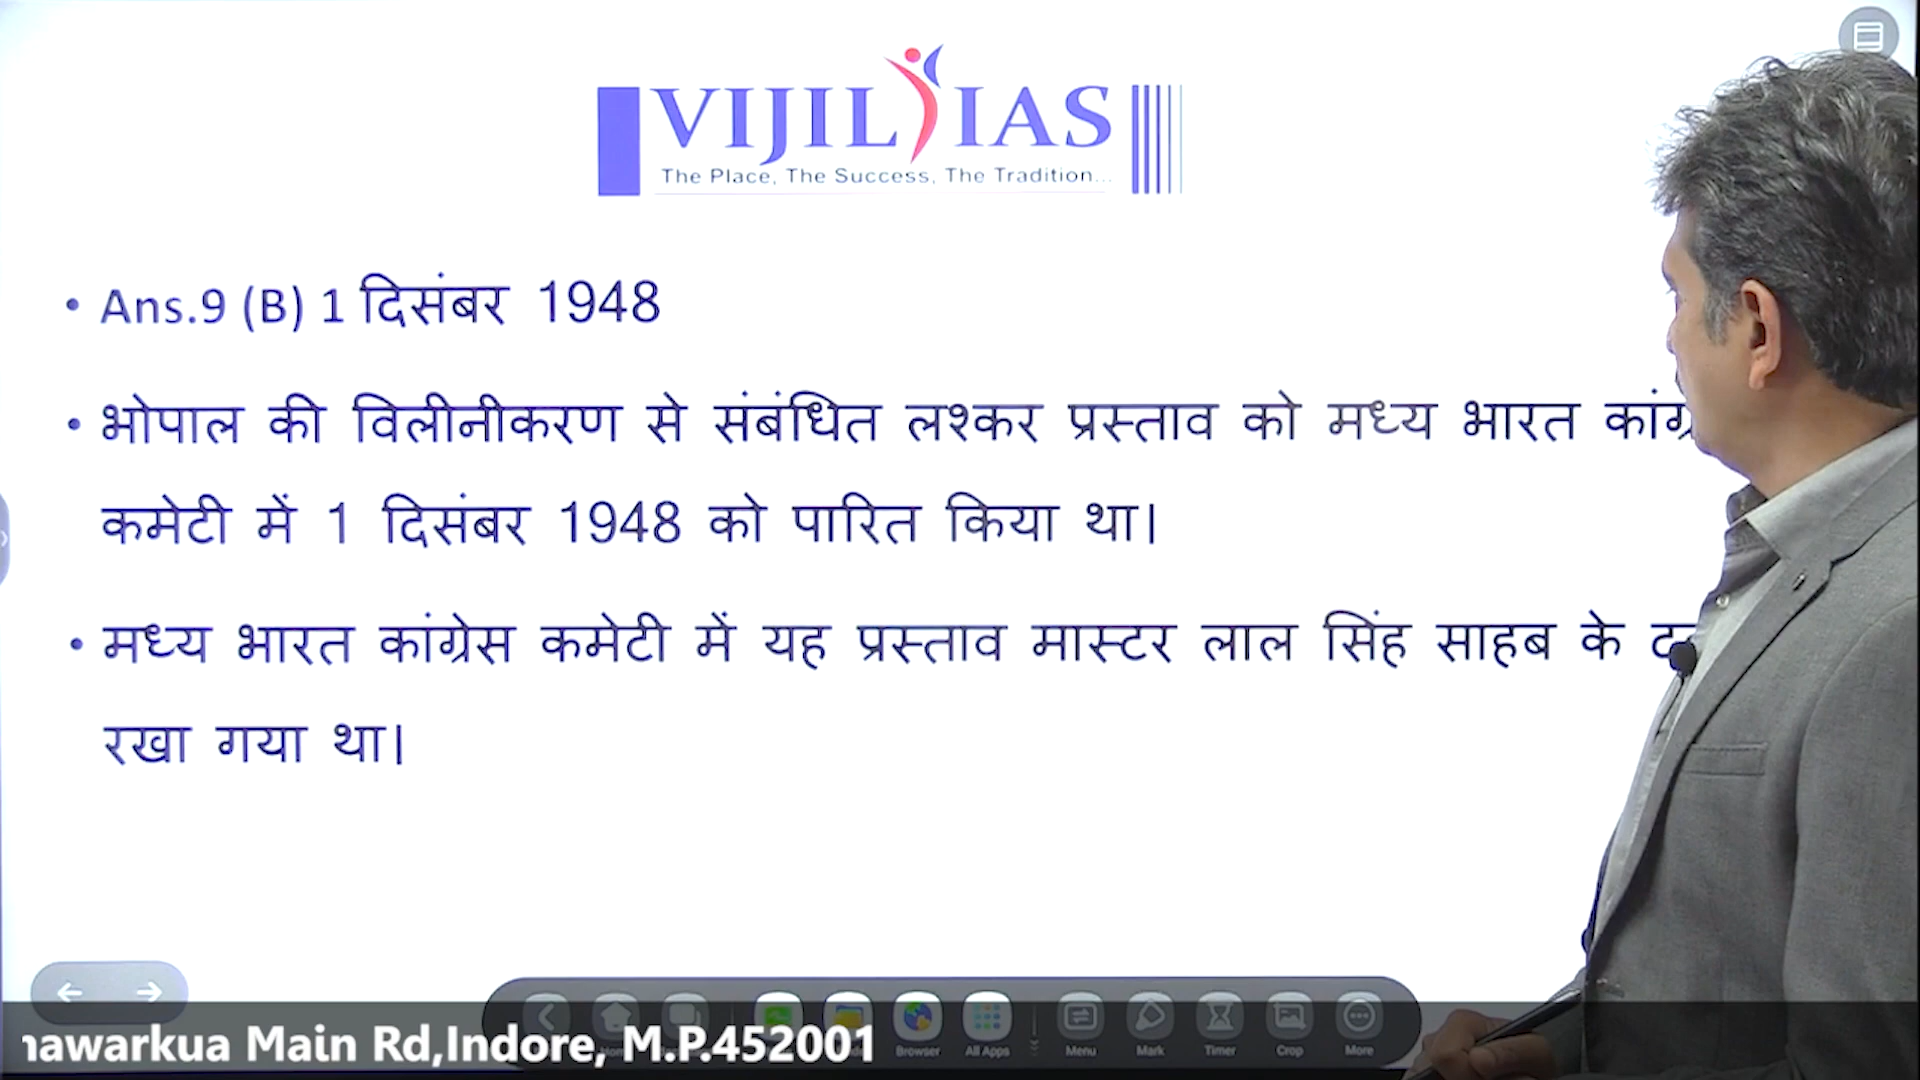 VIJIL IAS
The Place, The Success, The Tradition...
• Ans.9 (B) 1 दिसंबर 1948
• भोपाल की विलीनीकरण से संबंधित लश्कर प्रस्ताव को मध्य भारत
कमेटी में 1 दिसंबर 1948 को पारित किया था।
• मध्य भारत कांग्रेस कमेटी में यह प्रस्ताव मास्टर लाल सिंह साहब के
रखा गया था।
Browser All Apps Menu Mark Timer Crop More
Main Rd,Indore, M.P.452001